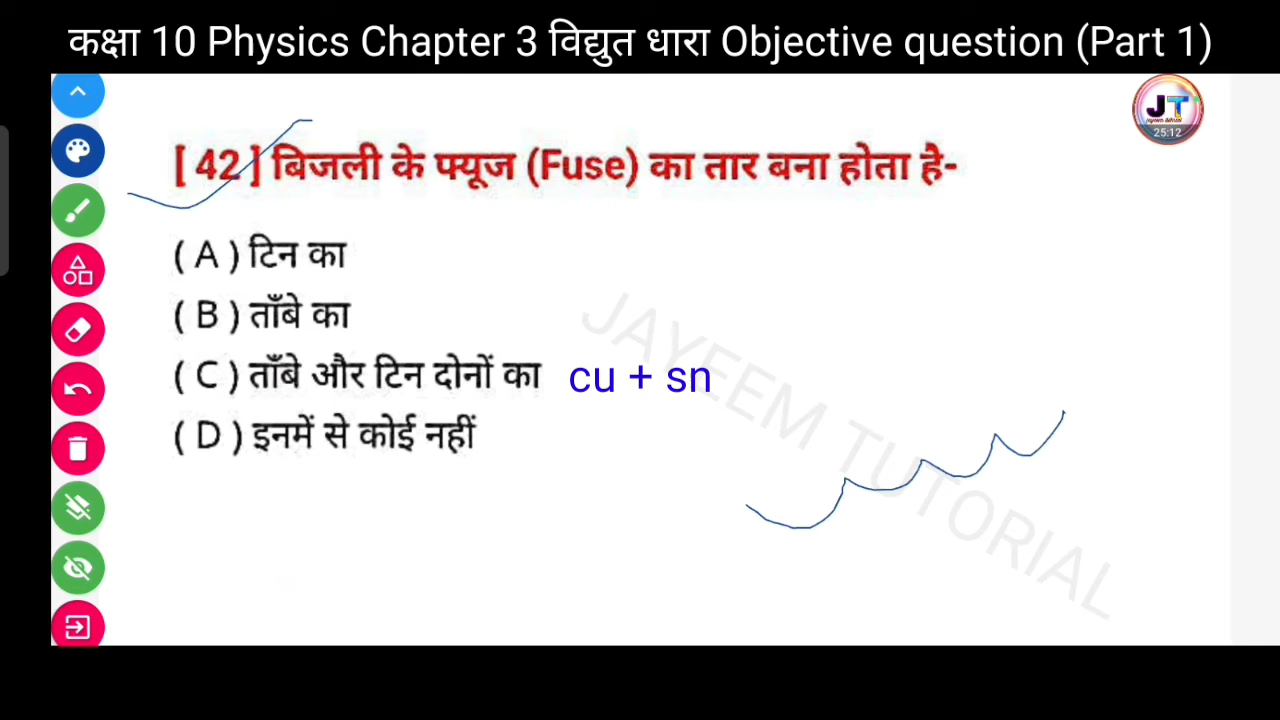 कक्षा 10 Physics Chapter 3 विद्युत धारा Objective question (Part 1)
JT
25:12
[ 42 ] बिजली के फ्यूज (Fuse) का तार बना होता है-
( A ) टिन का
( B ) ताँबे का
( C ) ताँबे और टिन दोनों का cu + sn
( D ) इनमें से कोई नहीं
JAYEEM TUTORIAL